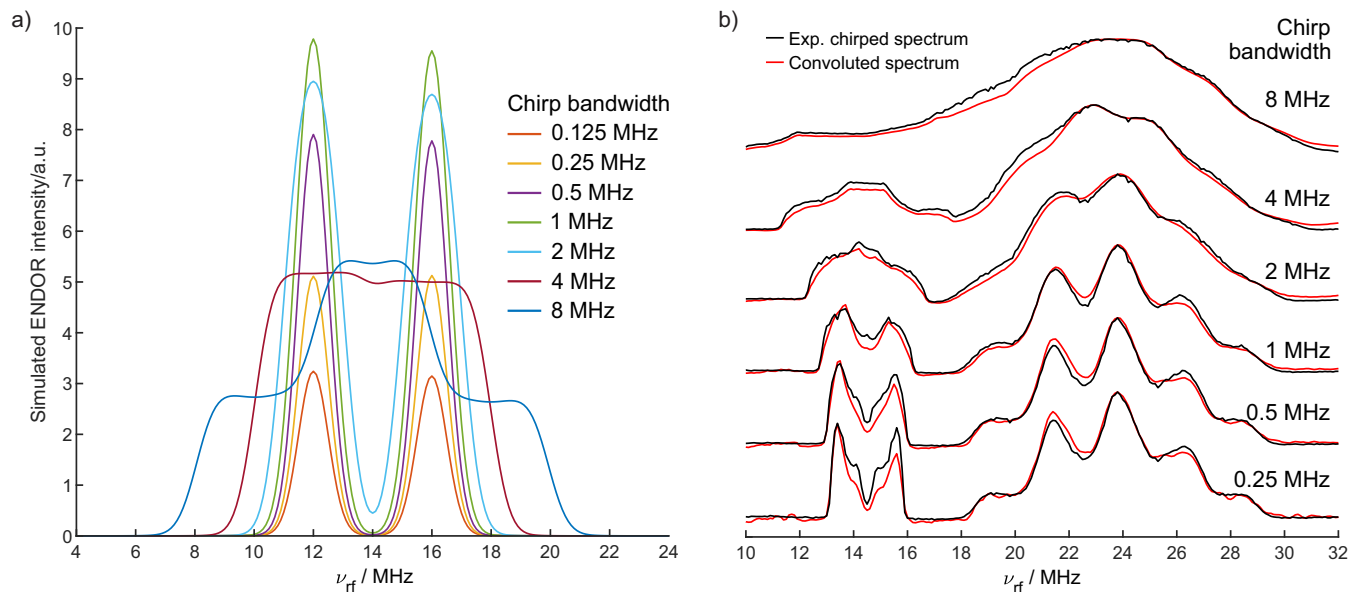 a)
Simulated ENDOR intensity/a.u.
10
9
8
7
6
5
4
3
2
1
0
4 6 8 10 12 14 16 18 20 22 24
ν_rf / MHz
Chirp bandwidth
0.125 MHz
0.25 MHz
0.5 MHz
1 MHz
2 MHz
4 MHz
8 MHz
b)
Exp. chirped spectrum
Convoluted spectrum
Chirp
bandwidth
8 MHz
4 MHz
2 MHz
1 MHz
0.5 MHz
0.25 MHz
10 12 14 16 18 20 22 24 26 28 30 32
ν_rf / MHz